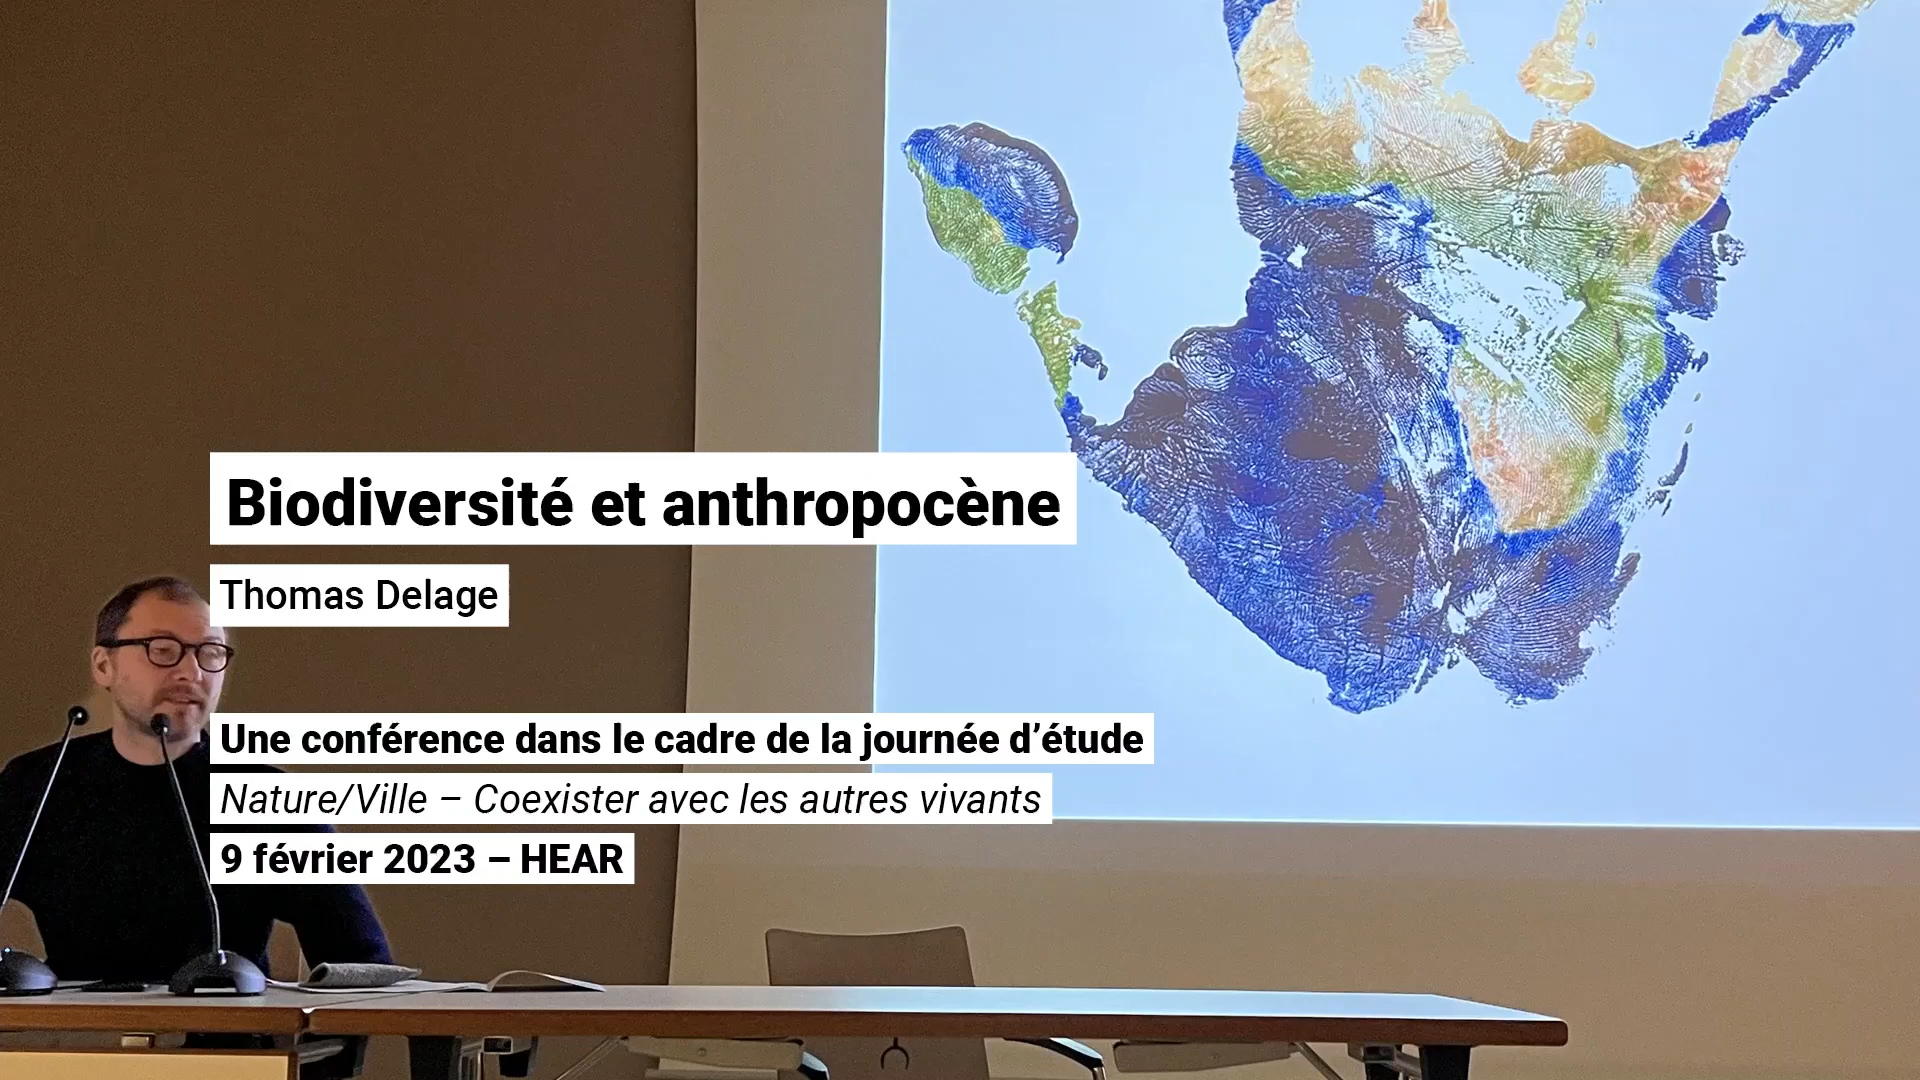 Biodiversité et anthropocène
Thomas Delage
Une conférence dans le cadre de la journée d’étude
Nature/Ville – Coexister avec les autres vivants
9 février 2023 – HEAR